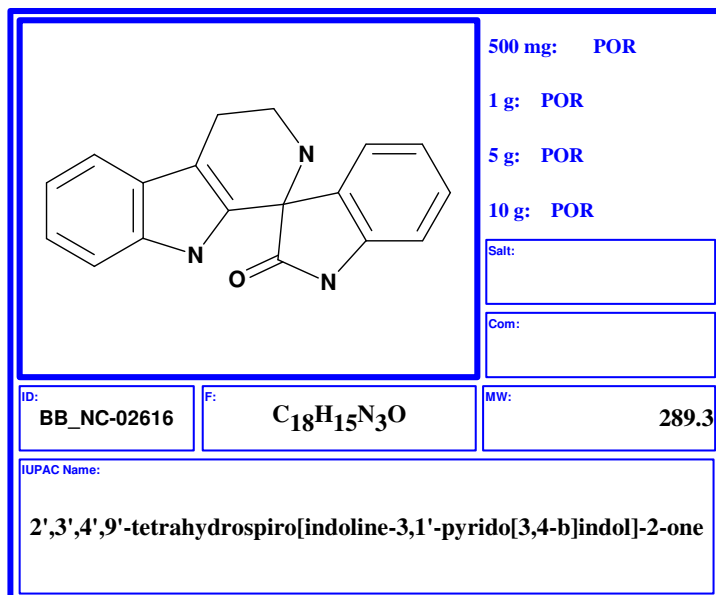 500 mg: POR
1 g: POR
5 g: POR
10 g: POR
N
N
O
N
Salt:
Com:
ID:
BB_NC-02616
F:
C18H15N3O
MW:
289.3
IUPAC Name:
2',3',4',9'-tetrahydrospiro[indoline-3,1'-pyrido[3,4-b]indol]-2-one